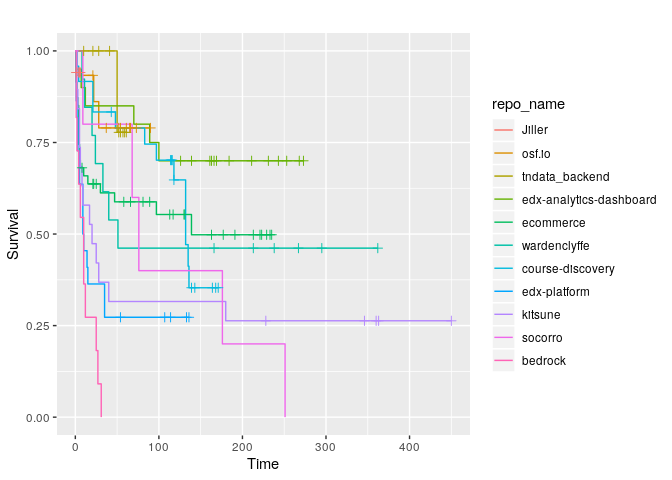 1.00
0.75
0.50
0.25
0.00
Survival
0
100
200
300
400
Time
repo_name
Jiller
osf.io
tndata_backend
edx-analytics-dashboard
ecommerce
wardenclyffe
course-discovery
edx-platform
kitsune
socorro
bedrock